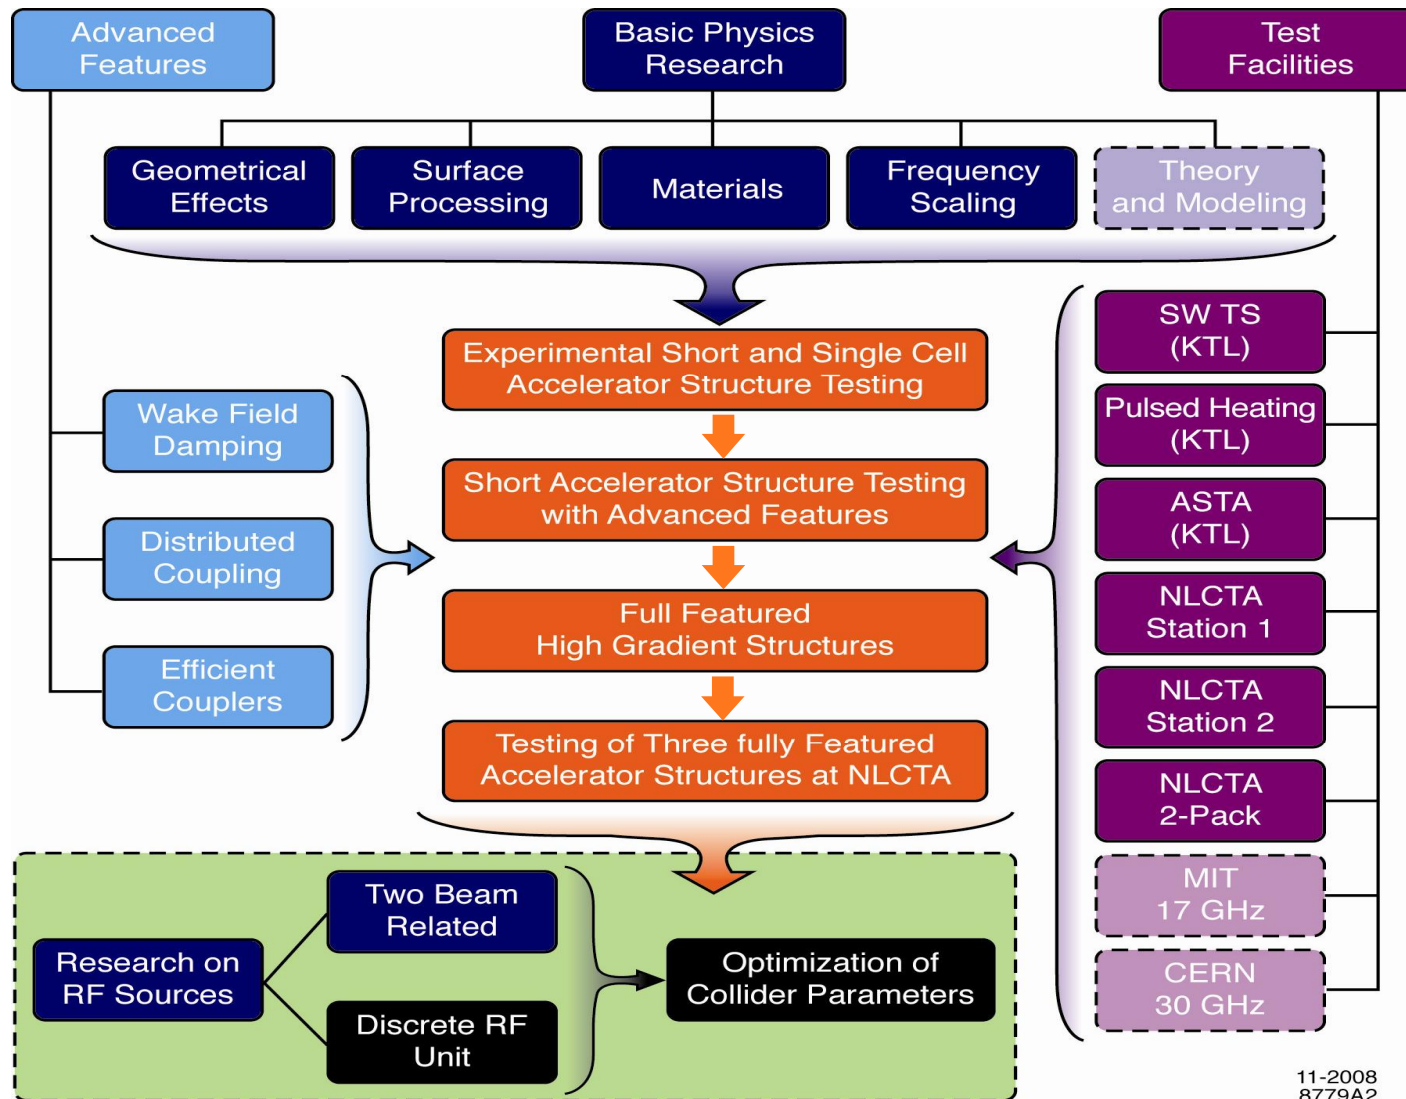 Advanced
Features
Basic Physics
Research
Test
Facilities
Geometrical
Effects
Surface
Processing
Materials
Frequency
Scaling
Theory
and Modeling
Experimental Short and Single Cell
Accelerator Structure Testing
Short Accelerator Structure Testing
with Advanced Features
Full Featured
High Gradient Structures
Testing of Three fully Featured
Accelerator Structures at NLCTA
Wake Field
Damping
Distributed
Coupling
Efficient
Couplers
SW TS
(KTL)
Pulsed Heating
(KTL)
ASTA
(KTL)
NLCTA
Station 1
NLCTA
Station 2
NLCTA
2-Pack
MIT
17 GHz
CERN
30 GHz
Research on
RF Sources
Two Beam
Related
Discrete RF
Unit
Optimization of
Collider Parameters
11-2008
8779A2